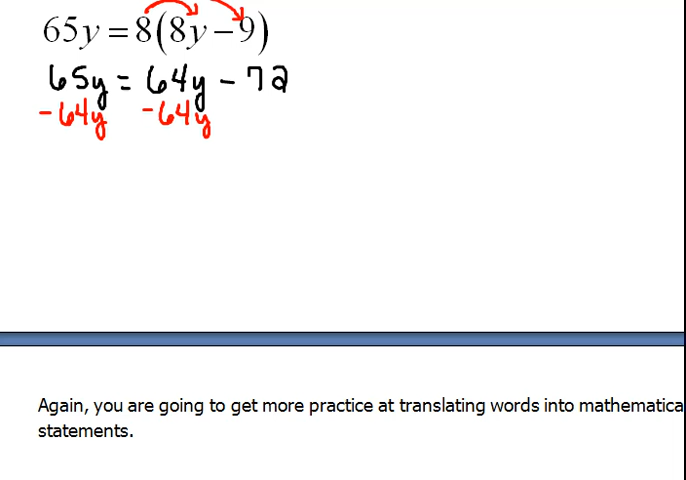 65y = 8(8y − 9)
65y = 64y − 72
−64y −64y
Again, you are going to get more practice at translating words into mathematica
statements.